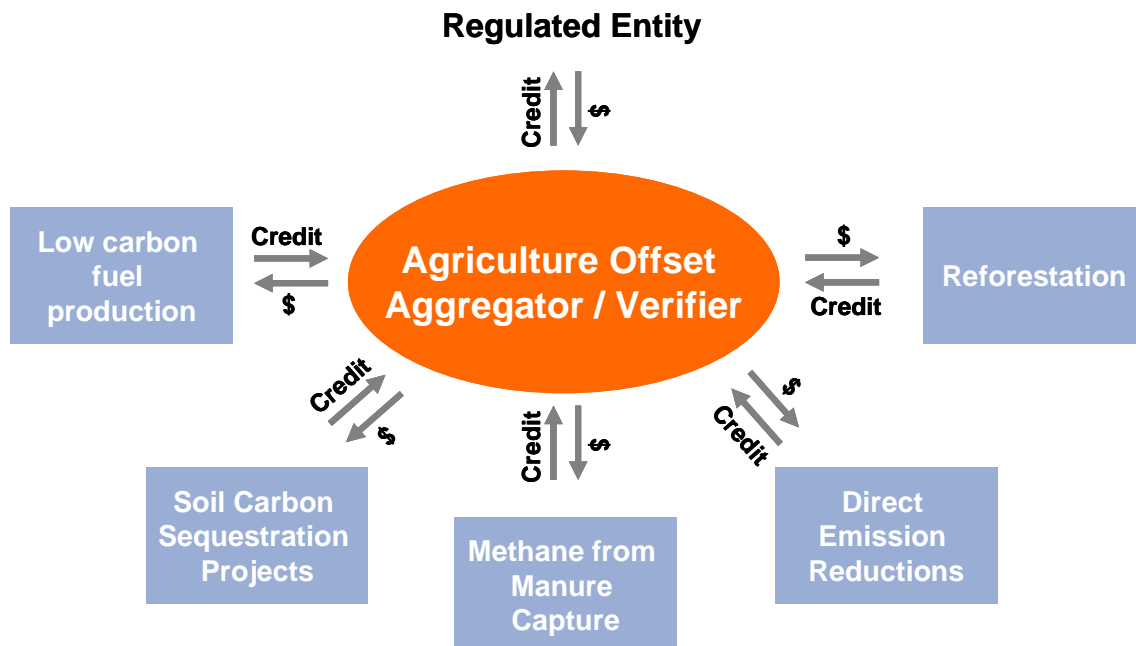 Regulated Entity
Credit
$
Low carbon
fuel
production
Credit
$
Agriculture Offset
Aggregator / Verifier
$
Credit
Reforestation
Credit
$
Credit
$
$
Credit
Soil Carbon
Sequestration
Projects
Methane from
Manure
Capture
Direct
Emission
Reductions